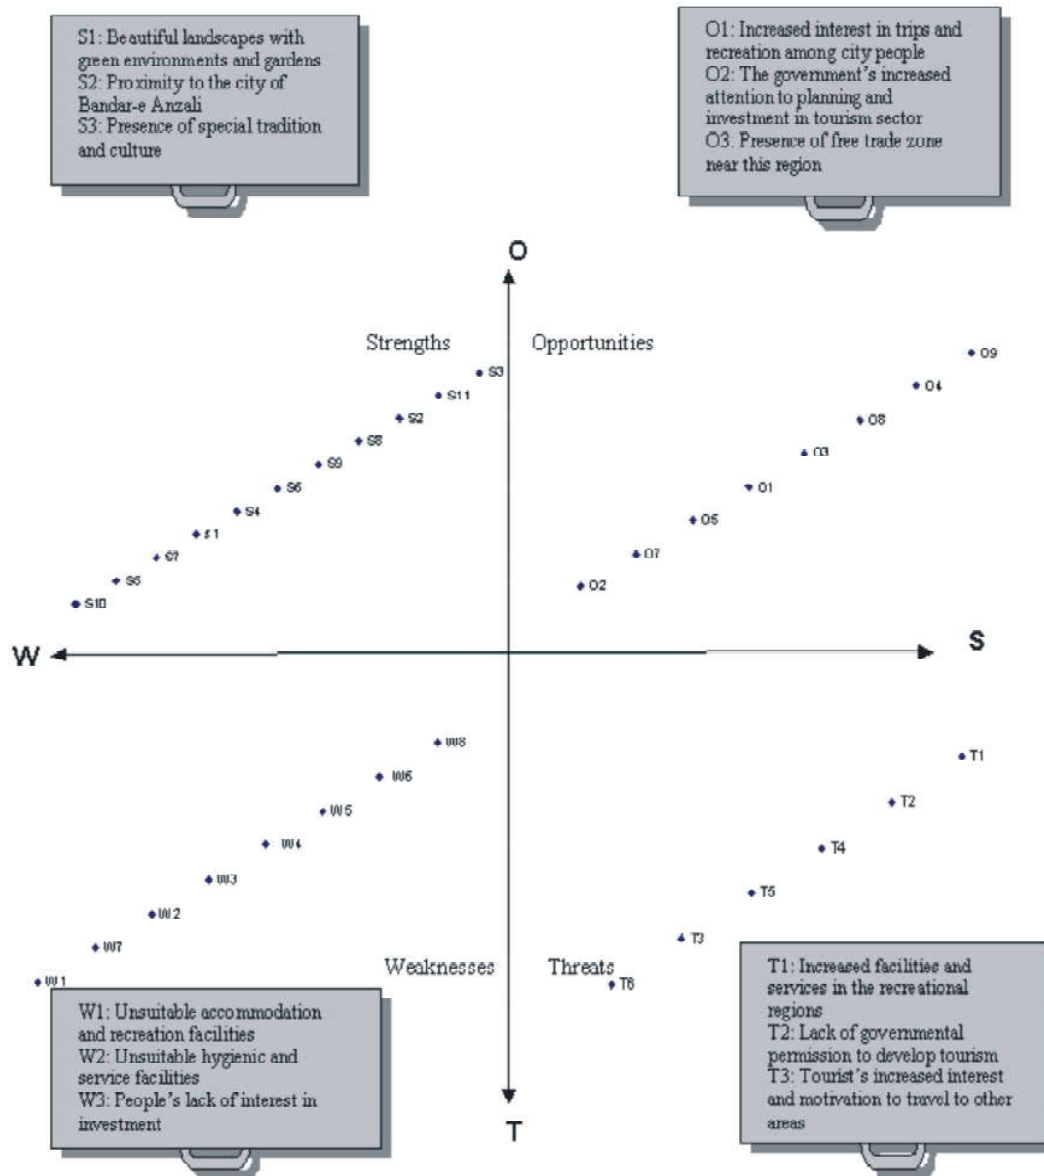 S1: Beautiful landscapes with
green environments and gardens
S2: Proximity to the city of
Bandar-e Anzali
S3: Presence of special tradition
and culture
O1: Increased interest in trips and
recreation among city people
O2: The government's increased
attention to planning and
investment in tourism sector
O3: Presence of free trade zone
near this region
O
Strengths
Opportunities
S3
S11
S2
S8
S9
S6
S4
S1
S7
S10
O9
O4
O8
O3
O1
O5
O7
O2
W
S
W8
W6
W5
W4
W3
W2
W7
W1
T1
T2
T4
T5
T3
Weaknesses
Threats
W1: Unsuitable accommodation
and recreation facilities
W2: Unsuitable hygienic and
service facilities
W3: People's lack of interest in
investment
T1: Increased facilities and
services in the recreational
regions
T2: Lack of governmental
permission to develop tourism
T3: Tourist's increased interest
and motivation to travel to other
areas
T